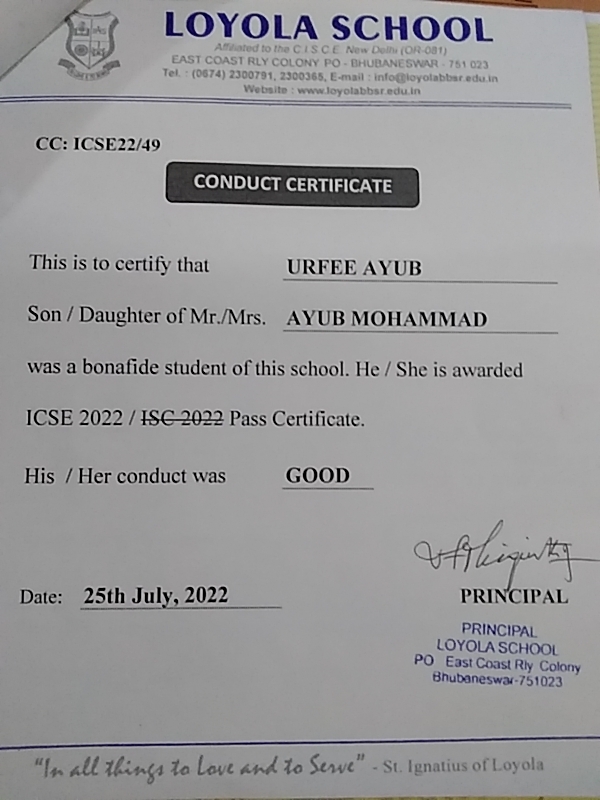 LOYOLA SCHOOL
Affiliated to the C.I.S.C.E. New Delhi (OR-081)
EAST COAST RLY COLONY PO - BHUBANESWAR - 751 023
Tel. : (0674) 2300791, 2300365, E-mail : info@loyolabbsr.edu.in
Website : www.loyolabbsr.edu.in
CC: ICSE22/49
CONDUCT CERTIFICATE
This is to certify that URFEE AYUB
Son / Daughter of Mr./Mrs. AYUB MOHAMMAD
was a bonafide student of this school. He / She is awarded
ICSE 2022 / ISC 2022 Pass Certificate.
His / Her conduct was GOOD
Date: 25th July, 2022
PRINCIPAL
PRINCIPAL
LOYOLA SCHOOL
PO East Coast Rly Colony
Bhubaneswar-751023
"In all things to Love and to Serve" - St. Ignatius of Loyola